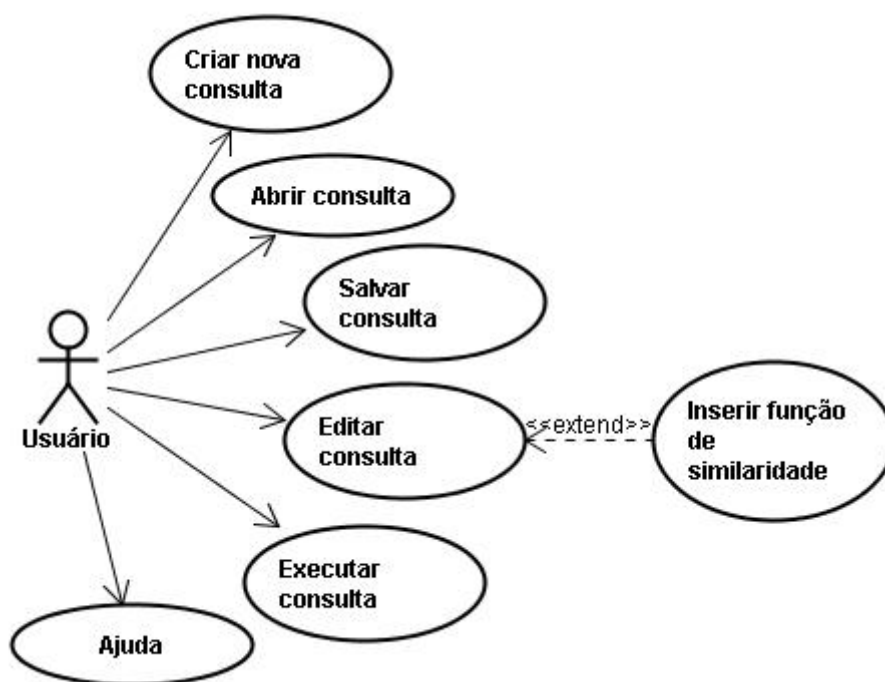 Criar nova
consulta
Abrir consulta
Salvar
consulta
Usuário
Editar
consulta
<<extend>>
Inserir função
de
similaridade
Executar
consulta
Ajuda